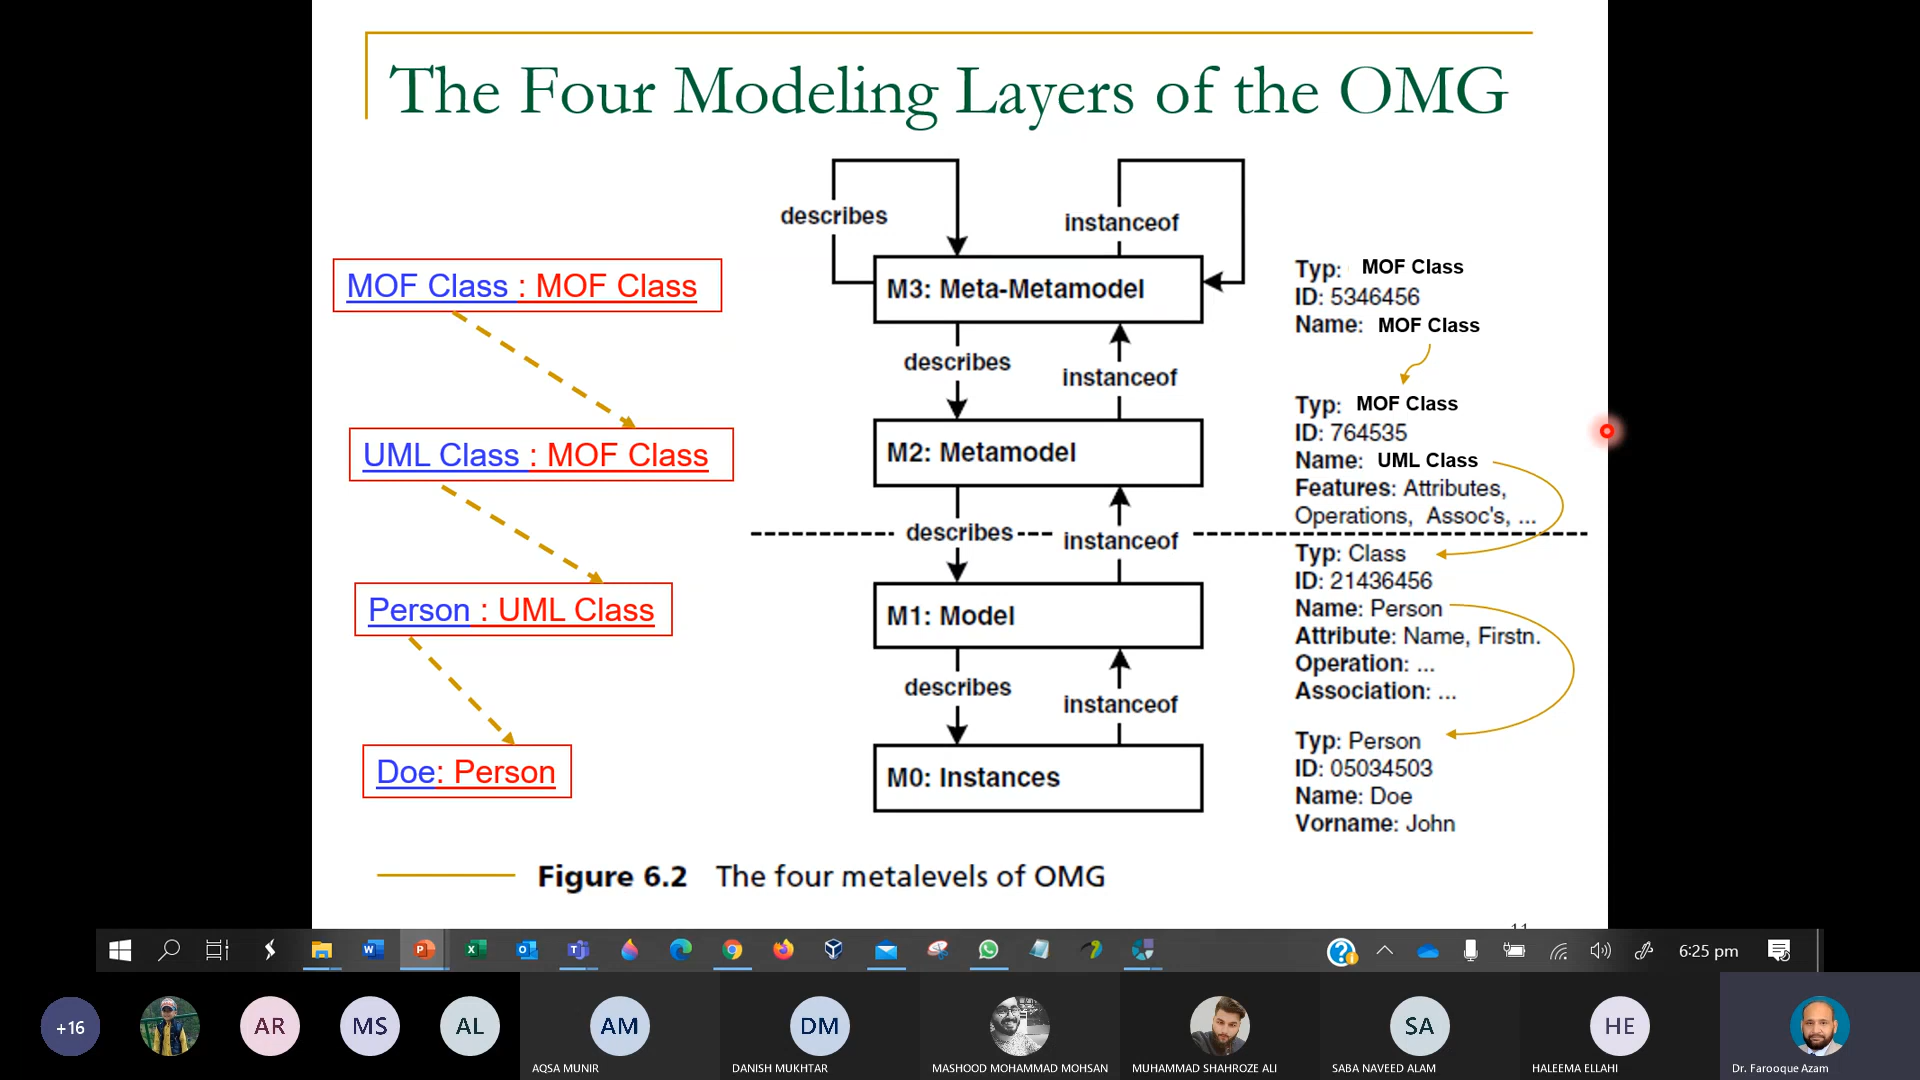 The Four Modeling Layers of the OMG
describes
instanceof
MOF Class : MOF Class
M3: Meta-Metamodel
Typ: MOF Class
ID: 5346456
Name: MOF Class
describes
instanceof
UML Class : MOF Class
M2: Metamodel
Typ: MOF Class
ID: 764535
Name: UML Class
Features: Attributes,
Operations, Assoc's, ...
describes
instanceof
Person : UML Class
M1: Model
Typ: Class
ID: 21436456
Name: Person
Attribute: Name, Firstn.
Operation: ...
Association: ...
describes
instanceof
Doe: Person
M0: Instances
Typ: Person
ID: 05034503
Name: Doe
Vorname: John
Figure 6.2 The four metalevels of OMG
6:25 pm
+16
AR
MS
AL
AM
DM
SA
HE
AQSA MUNIR
DANISH MUKHTAR
MASHOOD MOHAMMAD MOHSAN
MUHAMMAD SHAHROZE ALI
SABA NAVEED ALAM
HALEEMA ELLAHI
Dr. Farooque Azam